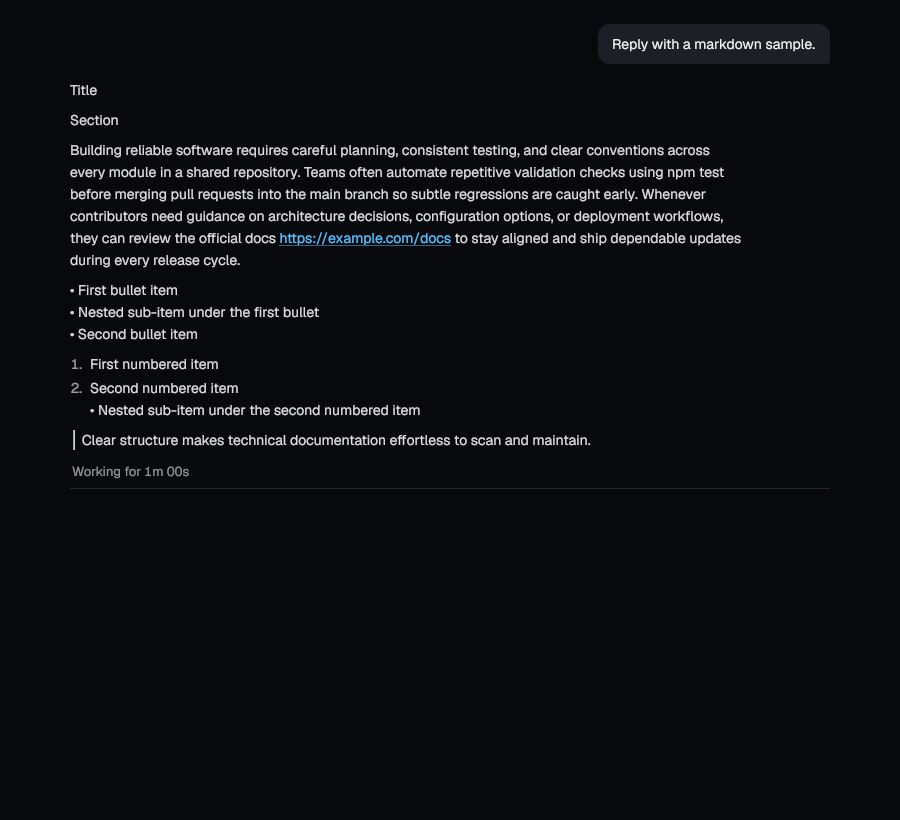 Reply with a markdown sample.
Title
Section
Building reliable software requires careful planning, consistent testing, and clear conventions across
every module in a shared repository. Teams often automate repetitive validation checks using npm test
before merging pull requests into the main branch so subtle regressions are caught early. Whenever
contributors need guidance on architecture decisions, configuration options, or deployment workflows,
they can review the official docs https://example.com/docs to stay aligned and ship dependable updates
during every release cycle.
• First bullet item
• Nested sub-item under the first bullet
• Second bullet item
1. First numbered item
2. Second numbered item
• Nested sub-item under the second numbered item
Clear structure makes technical documentation effortless to scan and maintain.
Working for 1m 00s